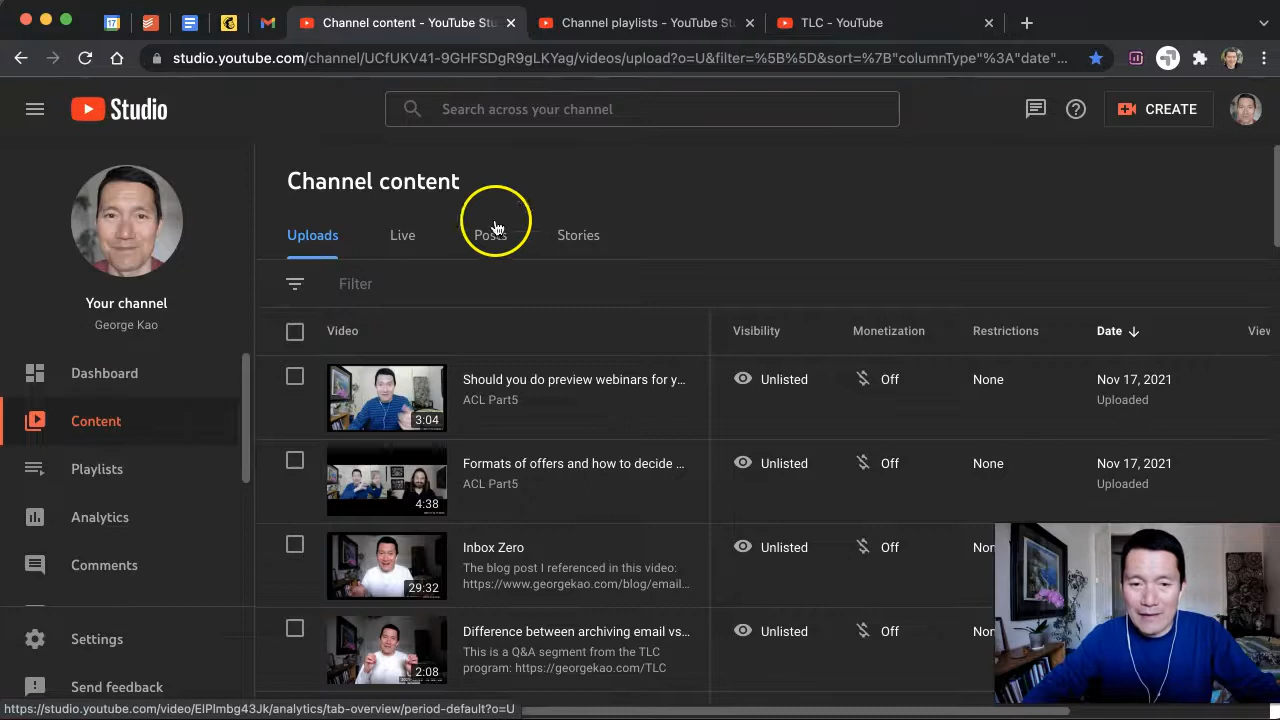 17
Channel content - YouTube Stu
Channel playlists - YouTube S
TLC - YouTube
studio.youtube.com/channel/UCfUKV41-9GHFSDgR9gLKYag/videos/upload?o=U&filter=%5B%5D&sort=%7B"columnType"%3A"date"...
Studio
Search across your channel
CREATE
Your channel
George Kao
Dashboard
Content
Playlists
Analytics
Comments
Settings
Send feedback
Channel content
Uploads Live Posts Stories
Filter
Video Visibility Monetization Restrictions Date View
Should you do preview webinars for y... Unlisted Off None Nov 17, 2021
ACL Part5 Uploaded
3:04
Formats of offers and how to decide ... Unlisted Off None Nov 17, 2021
ACL Part5 Uploaded
4:38
Inbox Zero Unlisted Off Non
The blog post I referenced in this video:
https://www.georgekao.com/blog/email...
29:32
Difference between archiving email vs... Unlisted Off Non
This is a Q&A segment from the TLC
program: https://georgekao.com/TLC
2:08
https://studio.youtube.com/video/ElPImbg43Jk/analytics/tab-overview/period-default?o=U